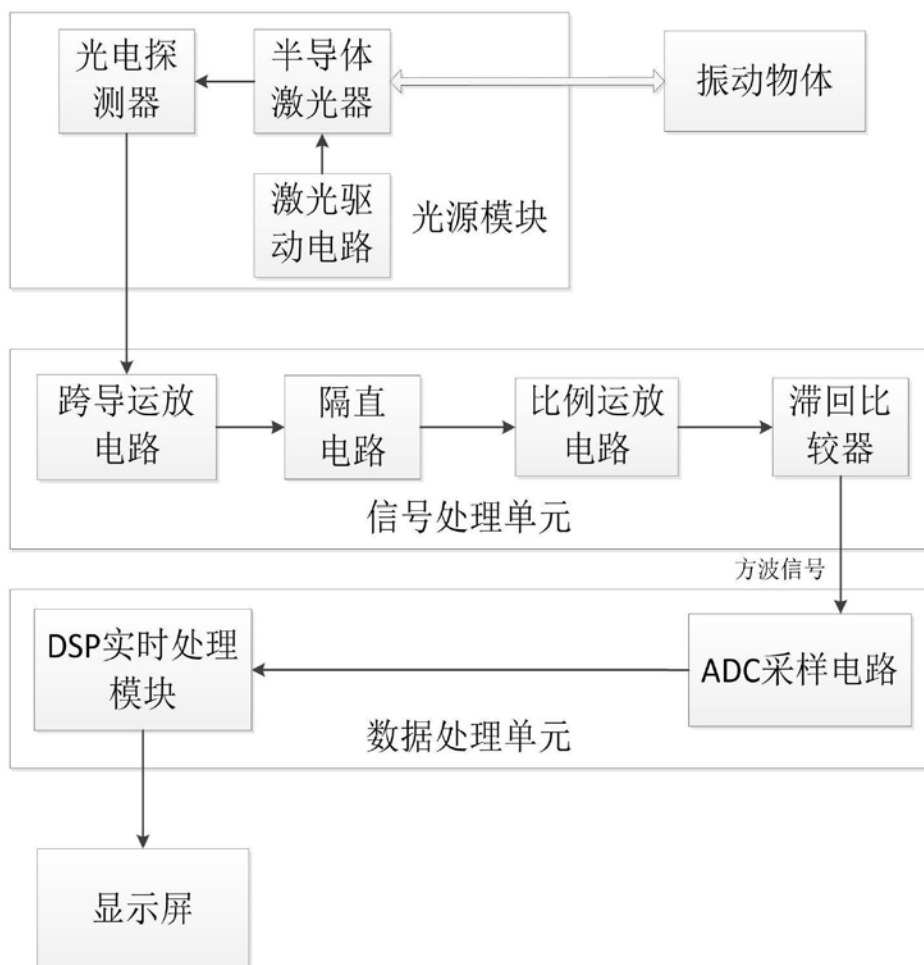 光电探
测器
半导体
激光器
振动物体
激光驱
动电路
光源模块
跨导运放
电路
隔直
电路
比例运放
电路
滞回比
较器
信号处理单元
方波信号
DSP实时处理
模块
ADC采样电路
数据处理单元
显示屏